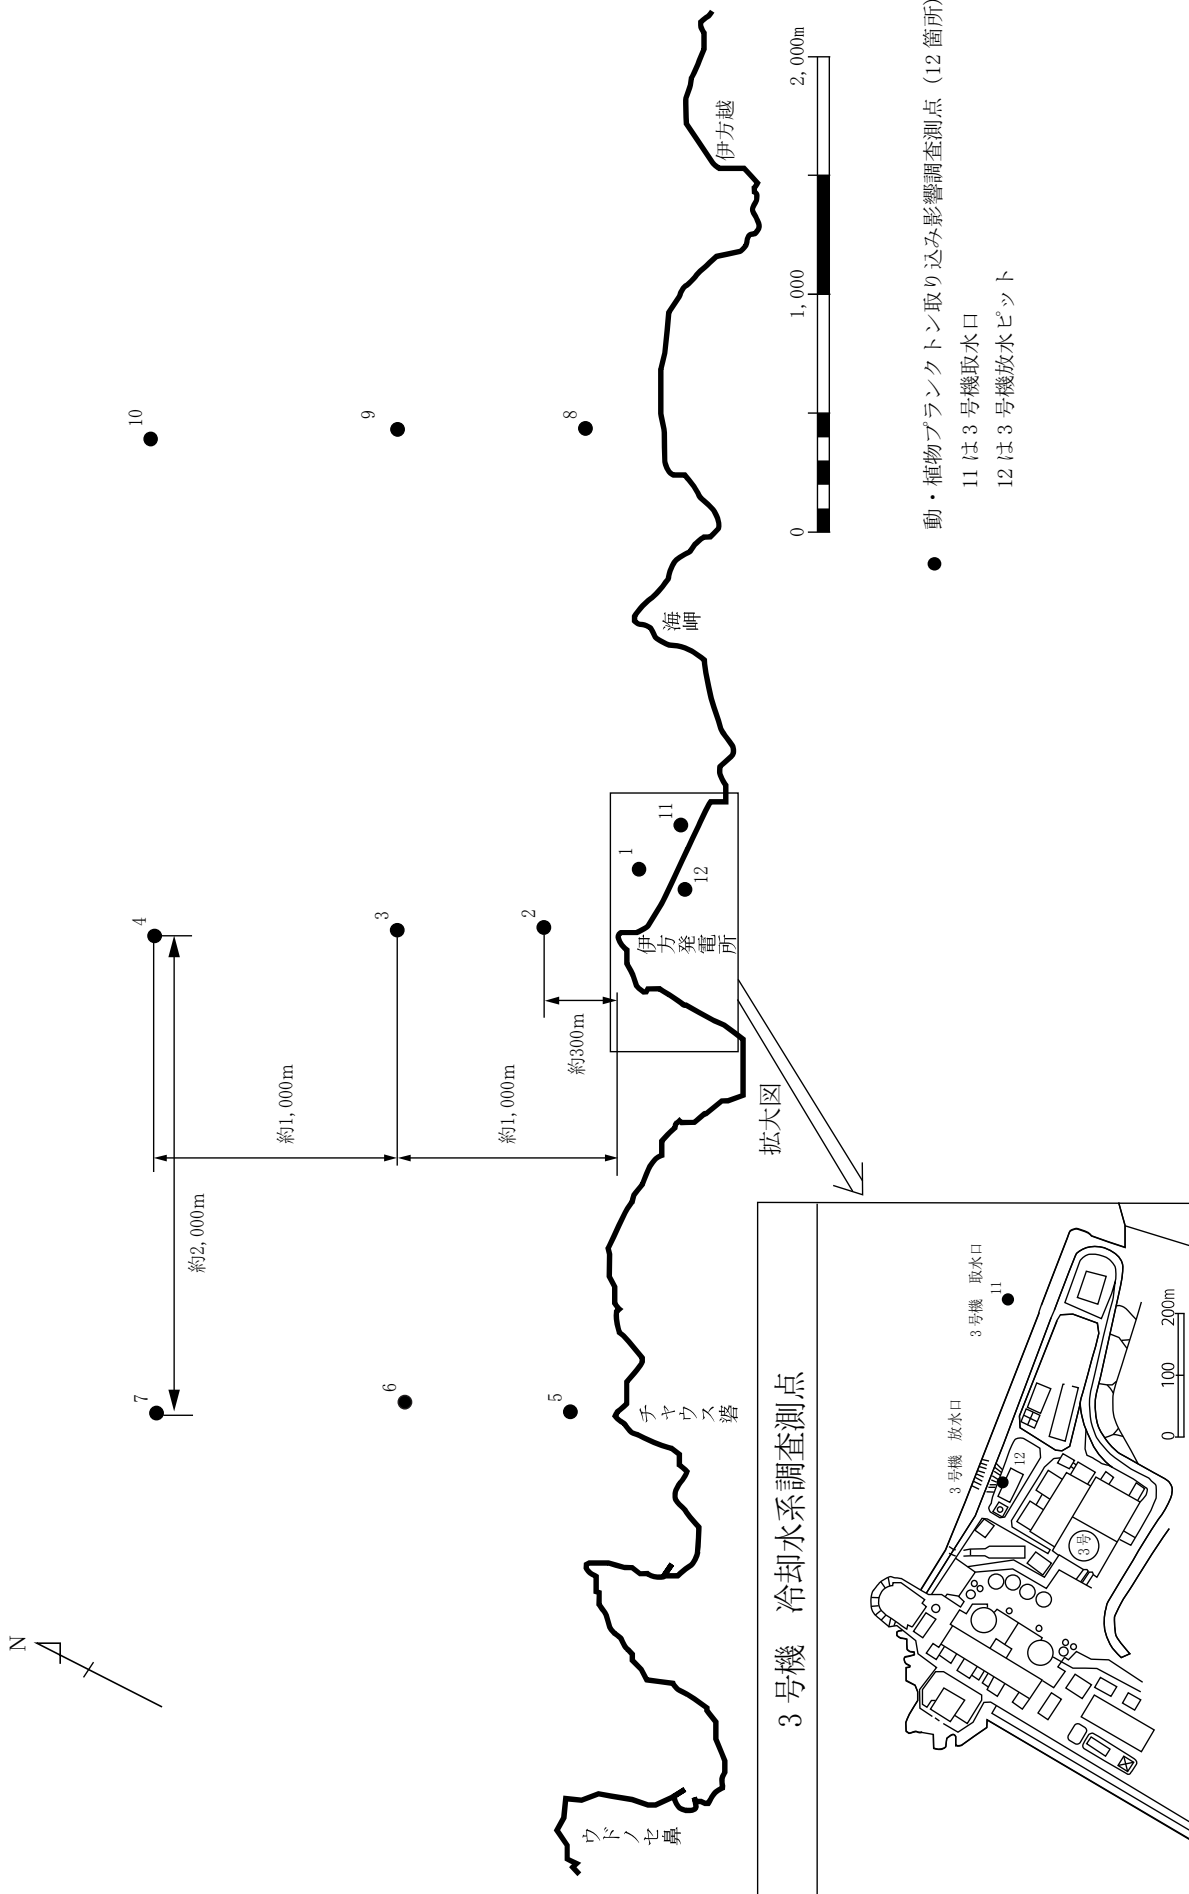 N
7
4
10
約2,000m
約1,000m
6
3
9
約1,000m
5
2
8
約300m
1
11
12
ウドノセ鼻
チャウス碆
伊方発電所
海岬
伊方越
拡大図
0
1,000
2,000m
● 動・植物プランクトン取り込み影響調査測点（12 箇所）
11 は 3 号機取水口
12 は 3 号機放水ピット
3 号機　冷却水系調査測点
3 号機　放水口
12
3 号機　取水口
11
3号
0
100
200m